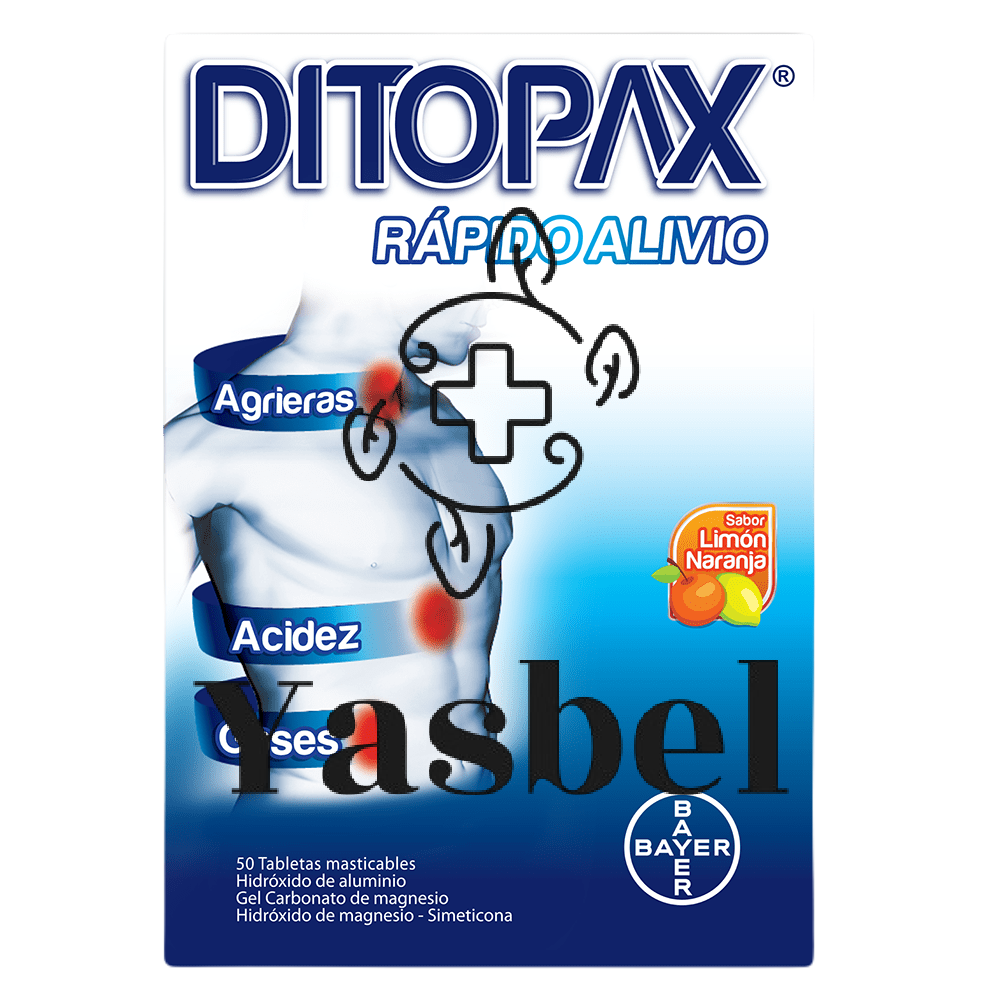 DITOPAX®
RÁPIDO ALIVIO
Agrieras
Sabor
Limón
Naranja
Acidez
Gases
Yasbel
BAYER
BAYER
50 Tabletas masticables
Hidróxido de aluminio
Gel Carbonato de magnesio
Hidróxido de magnesio - Simeticona